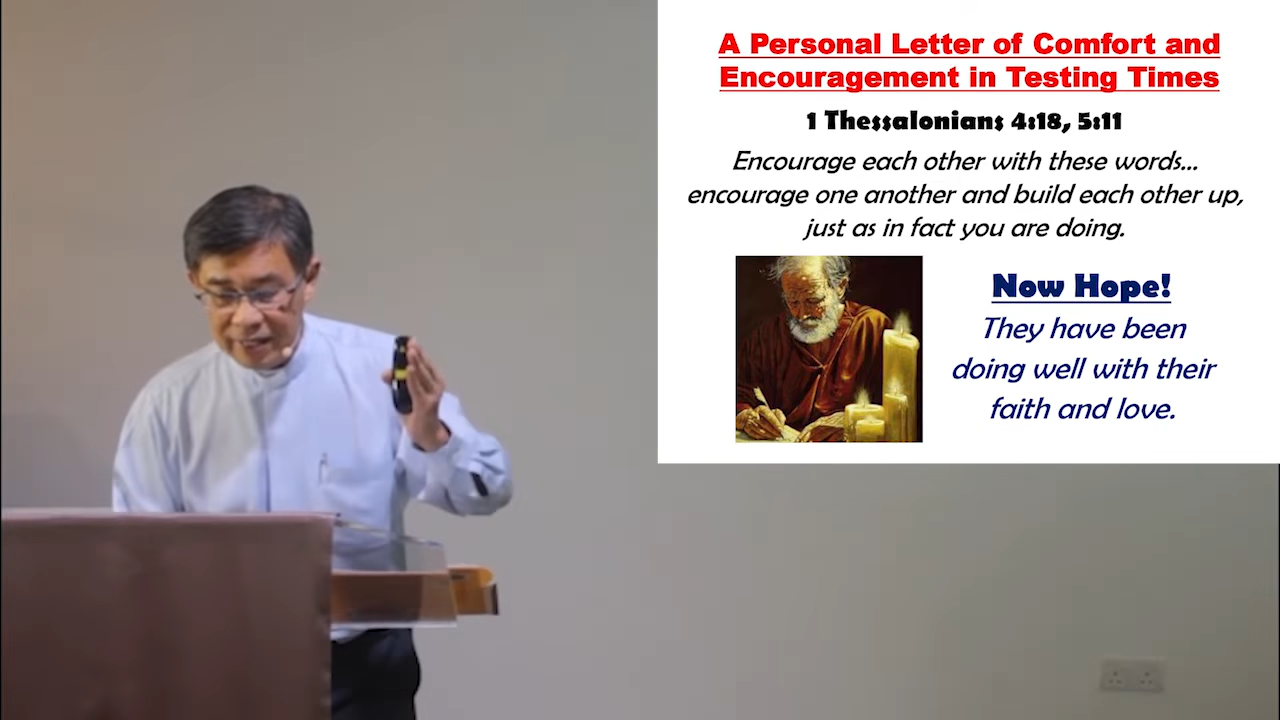 A Personal Letter of Comfort and
Encouragement in Testing Times
1 Thessalonians 4:18, 5:11
Encourage each other with these words...
encourage one another and build each other up,
just as in fact you are doing.
Now Hope!
They have been
doing well with their
faith and love.